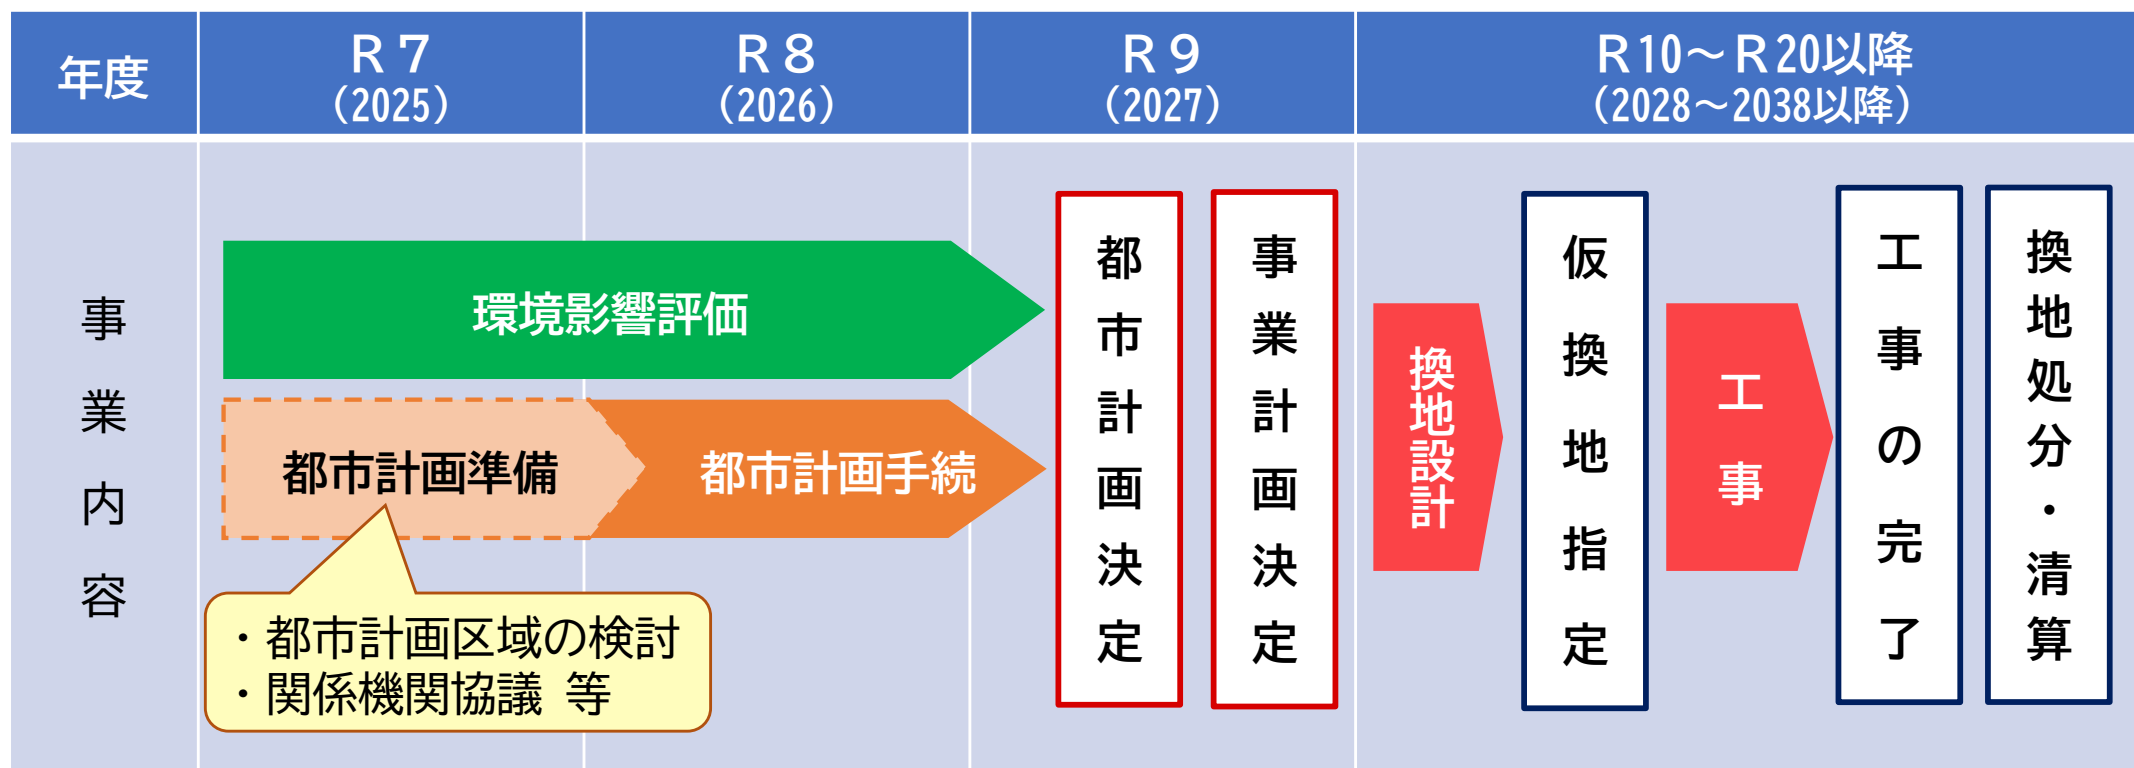 年度
Ｒ７
（2025）
Ｒ８
（2026）
Ｒ９
（2027）
Ｒ10～Ｒ20以降
（2028～2038以降）
事業内容
環境影響評価
都市計画準備
都市計画手続
・都市計画区域の検討
・関係機関協議 等
都市計画決定
事業計画決定
換地設計
仮換地指定
工事
工事の完了
換地処分・清算